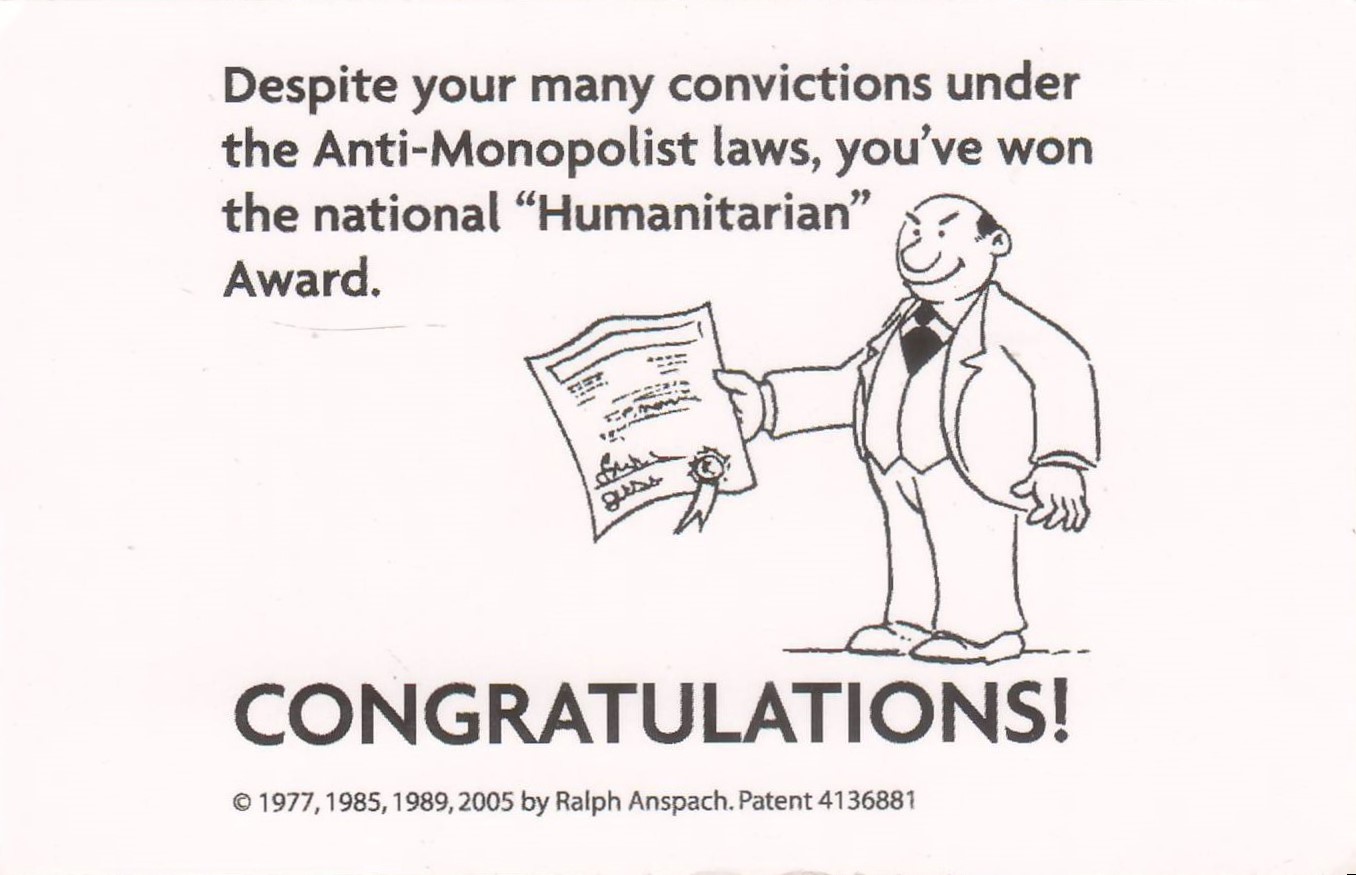 Despite your many convictions under
the Anti-Monopolist laws, you've won
the national “Humanitarian”
Award.
CONGRATULATIONS!
© 1977, 1985, 1989, 2005 by Ralph Anspach. Patent 4136881